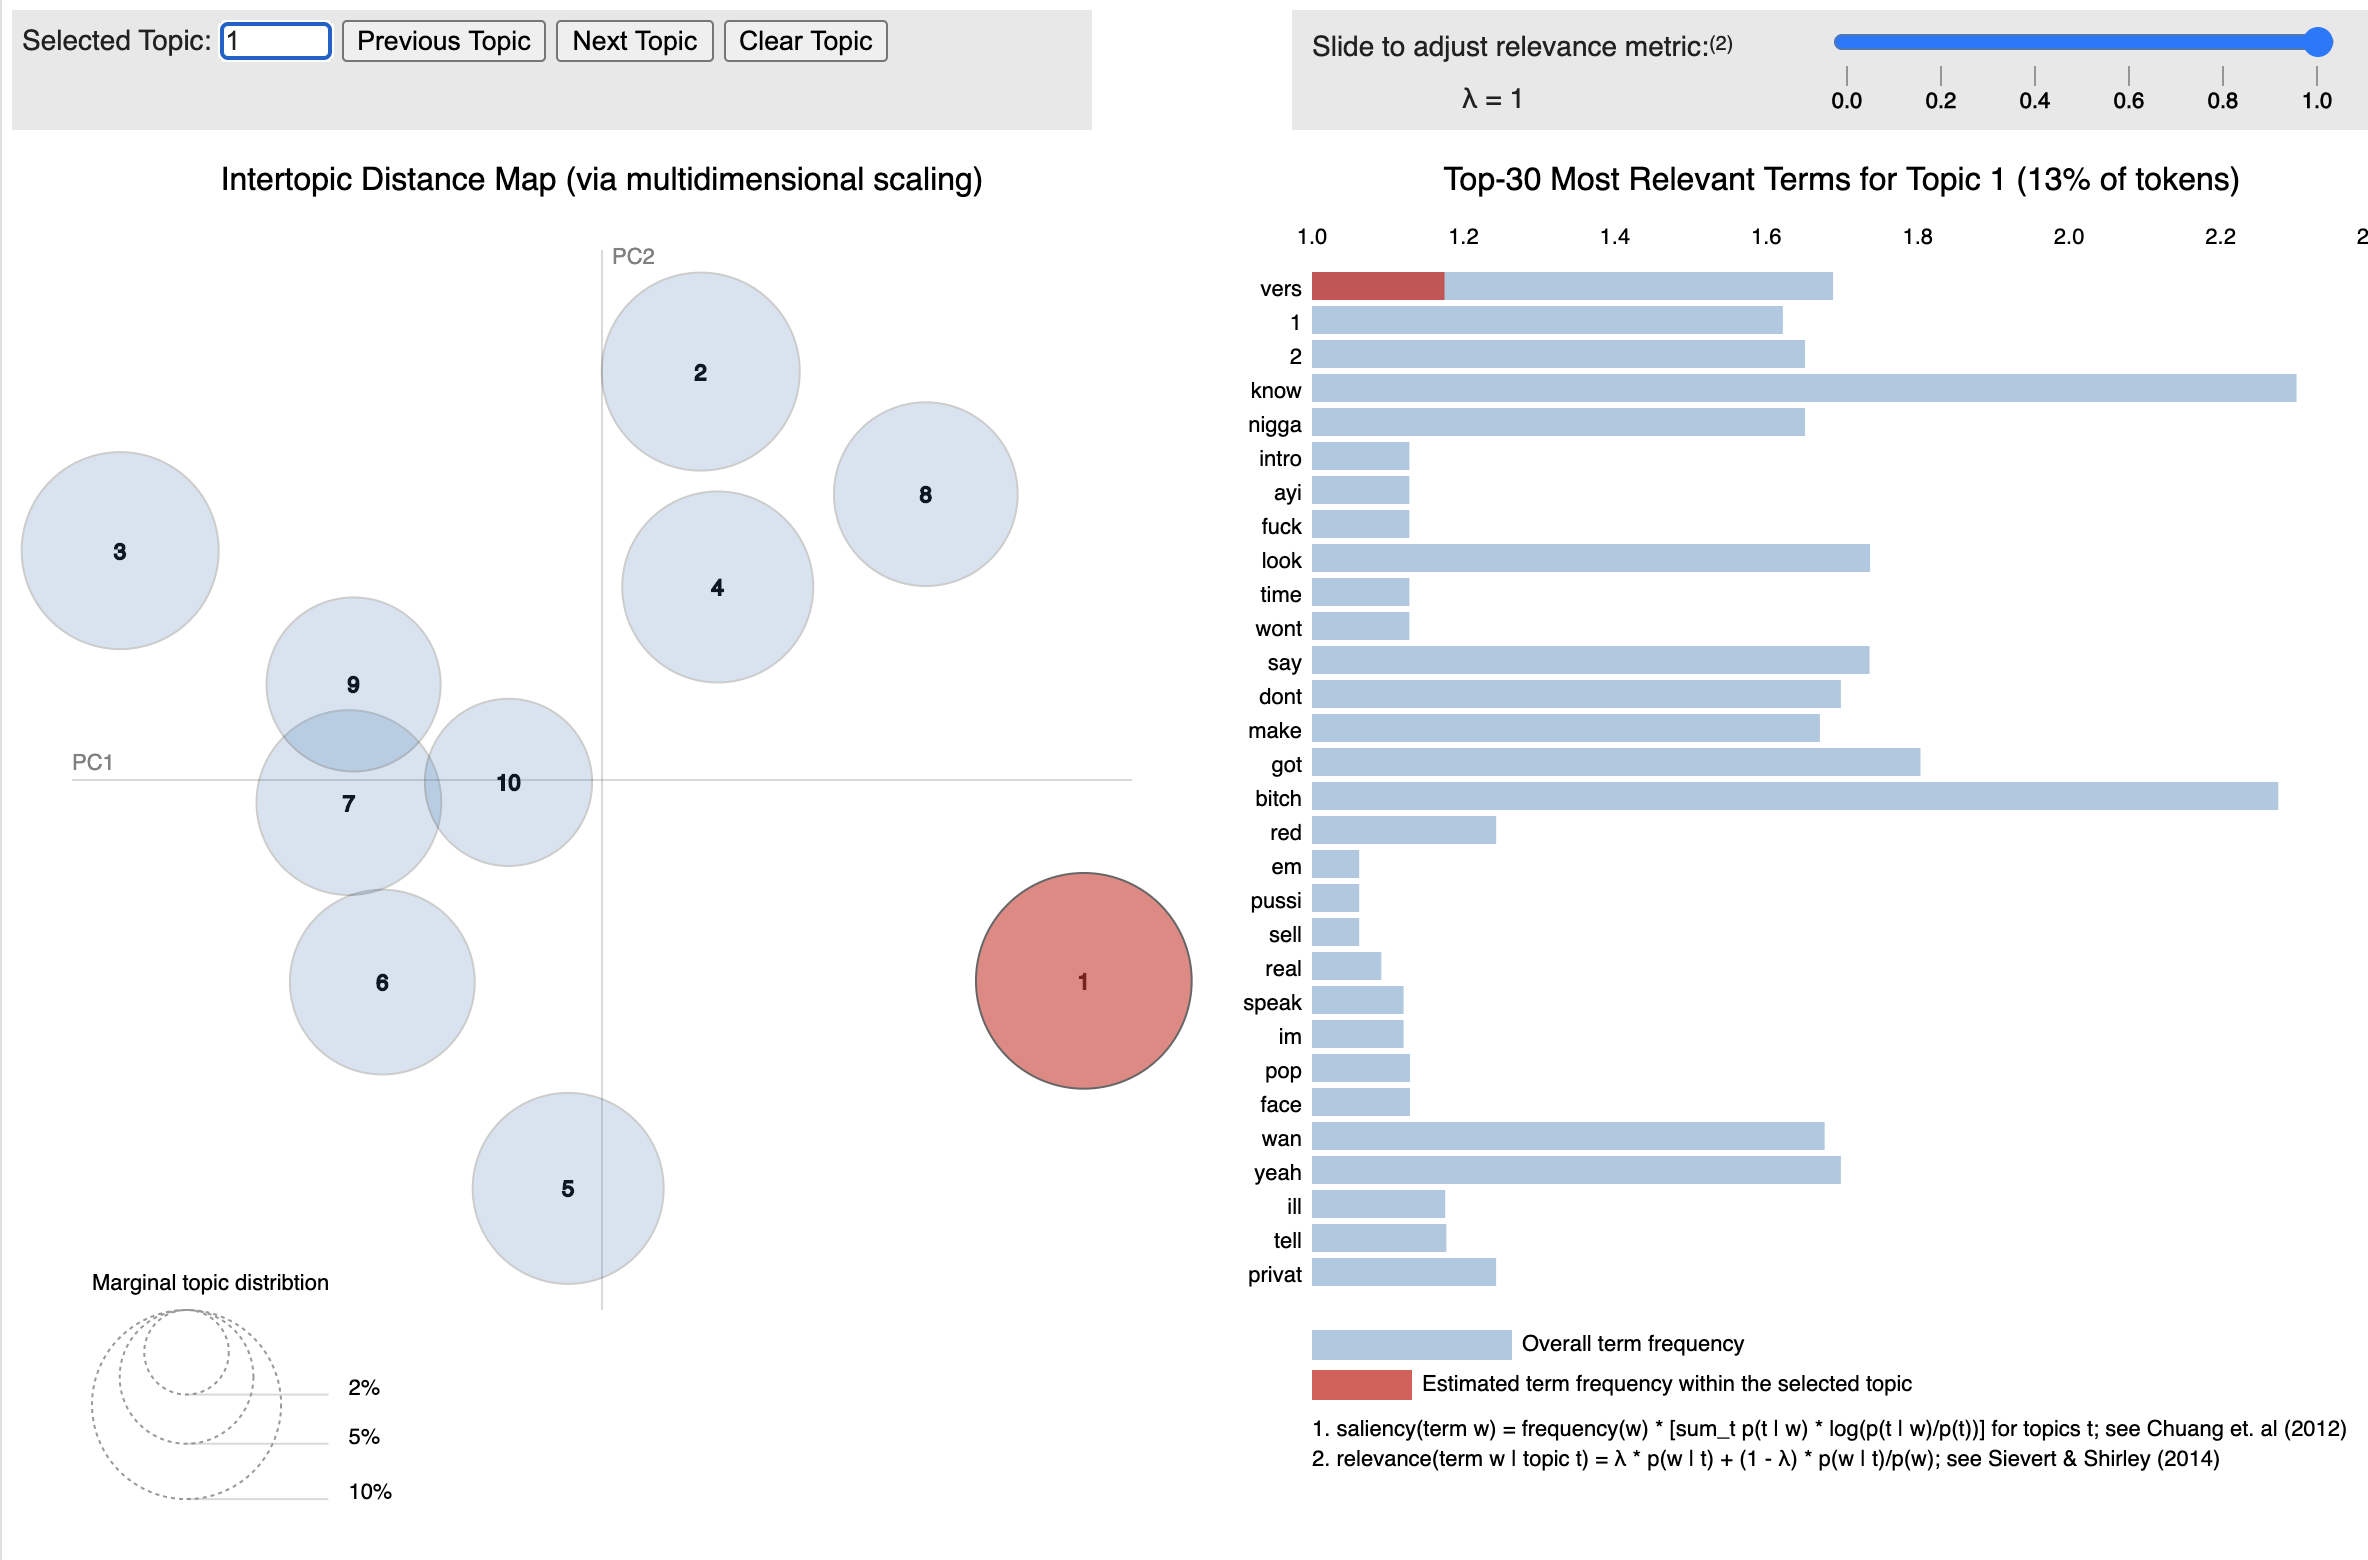 Selected Topic: 1 Previous Topic Next Topic Clear Topic
Slide to adjust relevance metric:(2)
λ = 1
0.0 0.2 0.4 0.6 0.8 1.0
Intertopic Distance Map (via multidimensional scaling)
PC2
2
8
3
4
9
PC1
10
7
6
1
5
Marginal topic distribtion
2%
5%
10%
Top-30 Most Relevant Terms for Topic 1 (13% of tokens)
1.0 1.2 1.4 1.6 1.8 2.0 2.2 2
vers
1
2
know
nigga
intro
ayi
fuck
look
time
wont
say
dont
make
got
bitch
red
em
pussi
sell
real
speak
im
pop
face
wan
yeah
ill
tell
privat
Overall term frequency
Estimated term frequency within the selected topic
1. saliency(term w) = frequency(w) * [sum_t p(t | w) * log(p(t | w)/p(t))] for topics t; see Chuang et. al (2012)
2. relevance(term w | topic t) = λ * p(w | t) + (1 - λ) * p(w | t)/p(w); see Sievert & Shirley (2014)